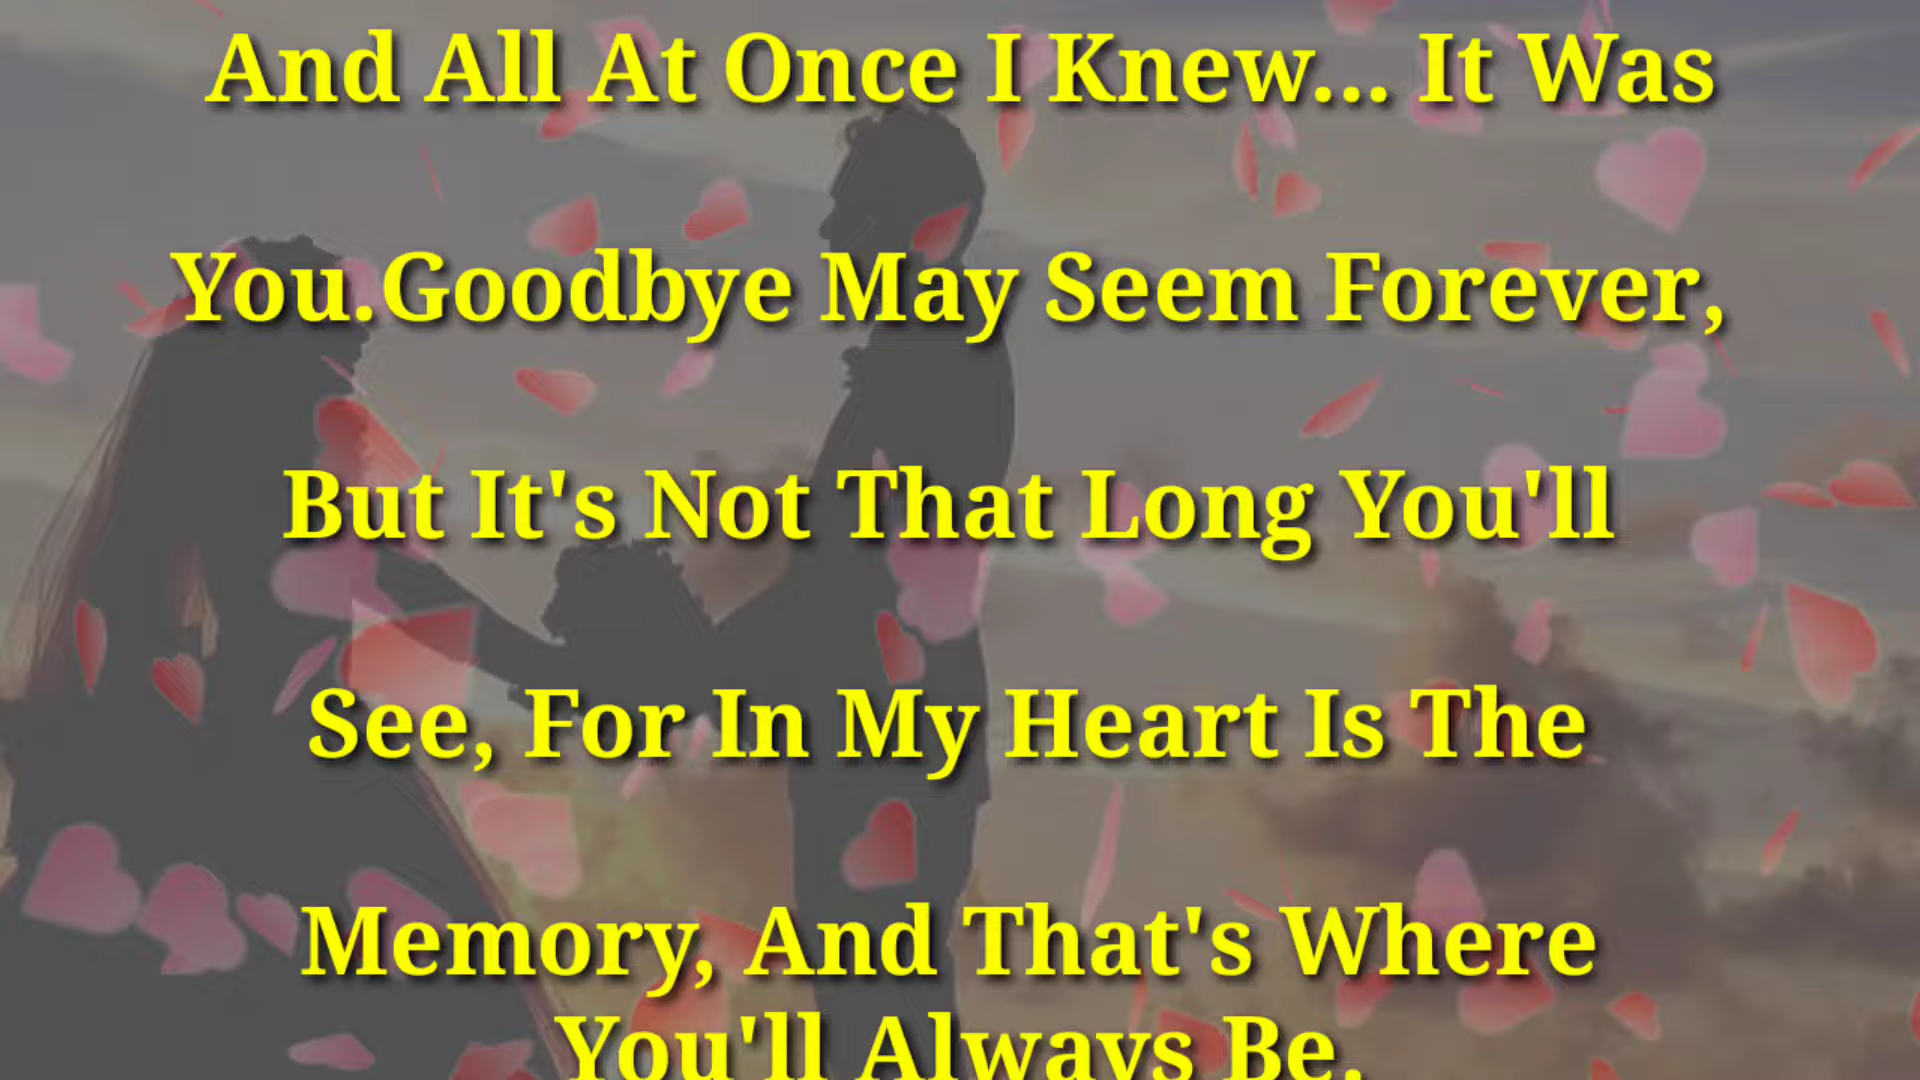 And All At Once I Knew... It Was
You.Goodbye May Seem Forever,
But It's Not That Long You'll
See, For In My Heart Is The
Memory, And That's Where
You'll Always Be.